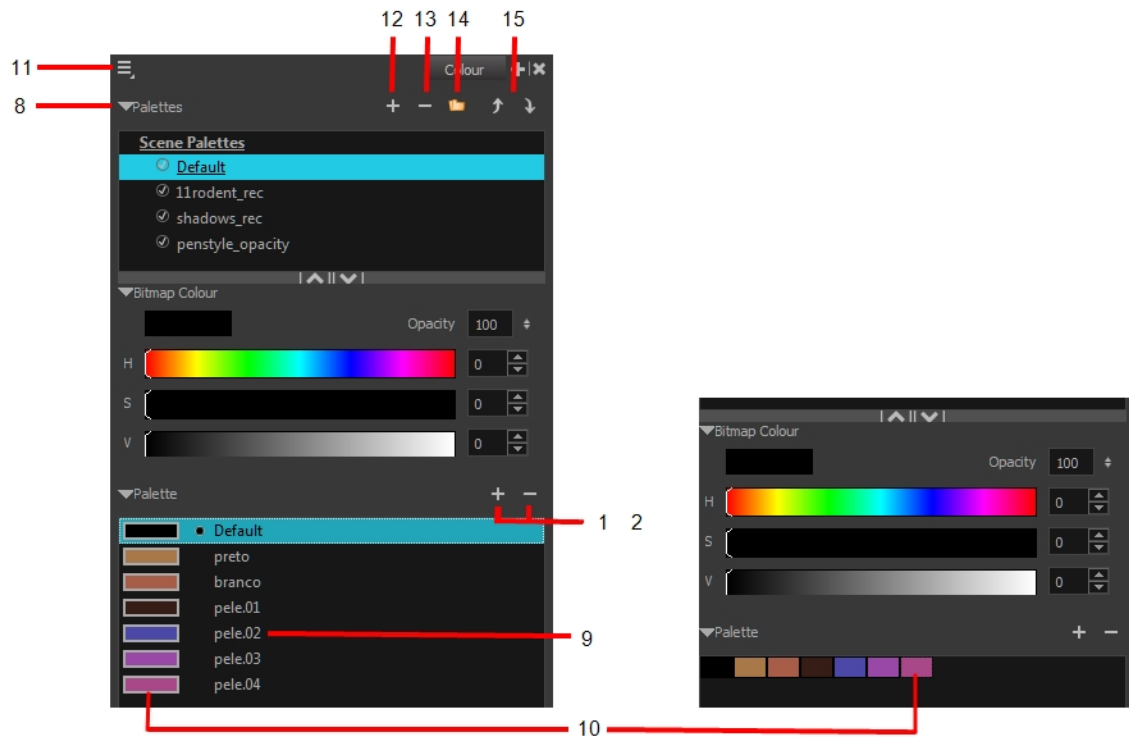 12 13 14 15
11
Colour
8
Palettes
Scene Palettes
Default
11rodent_rec
shadows_rec
penstyle_opacity
Bitmap Colour
Opacity 100
H 0
S 0
V 0
Palette
1 2
Default
preto
branco
pele.01
pele.02
9
pele.03
pele.04
10
Bitmap Colour
Opacity 100
H 0
S 0
V 0
Palette